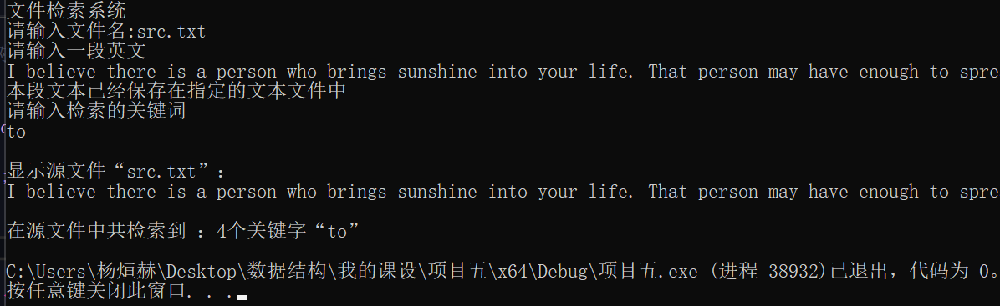 文件检索系统
请输入文件名:src.txt
请输入一段英文
I believe there is a person who brings sunshine into your life. That person may have enough to spre
本段文本已经保存在指定的文本文件中
请输入检索的关键词
to
显示源文件“src.txt”:
I believe there is a person who brings sunshine into your life. That person may have enough to spre
在源文件中共检索到 : 4个关键字“to”
C:\Users\杨烜赫\Desktop\数据结构\我的课设\项目五\x64\Debug\项目五.exe (进程 38932)已退出，代码为 0。
按任意键关闭此窗口. . .